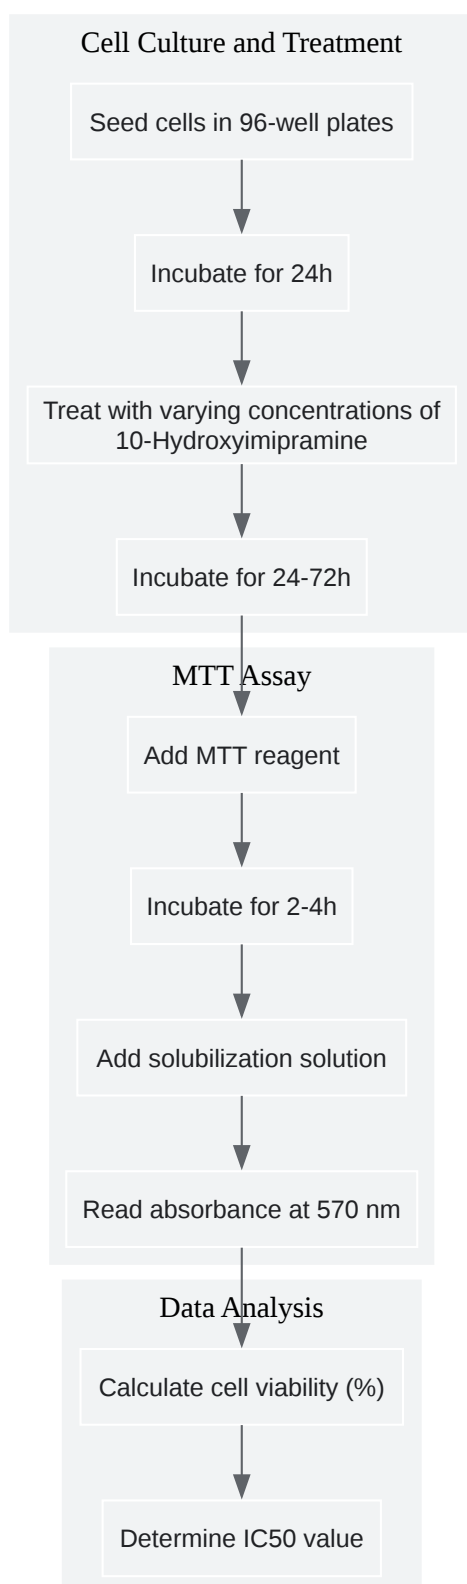 Cell Culture and Treatment
Seed cells in 96-well plates
Incubate for 24h
Treat with varying concentrations of
10-Hydroxyimipramine
Incubate for 24-72h
MTT Assay
Add MTT reagent
Incubate for 2-4h
Add solubilization solution
Read absorbance at 570 nm
Data Analysis
Calculate cell viability (%)
Determine IC50 value